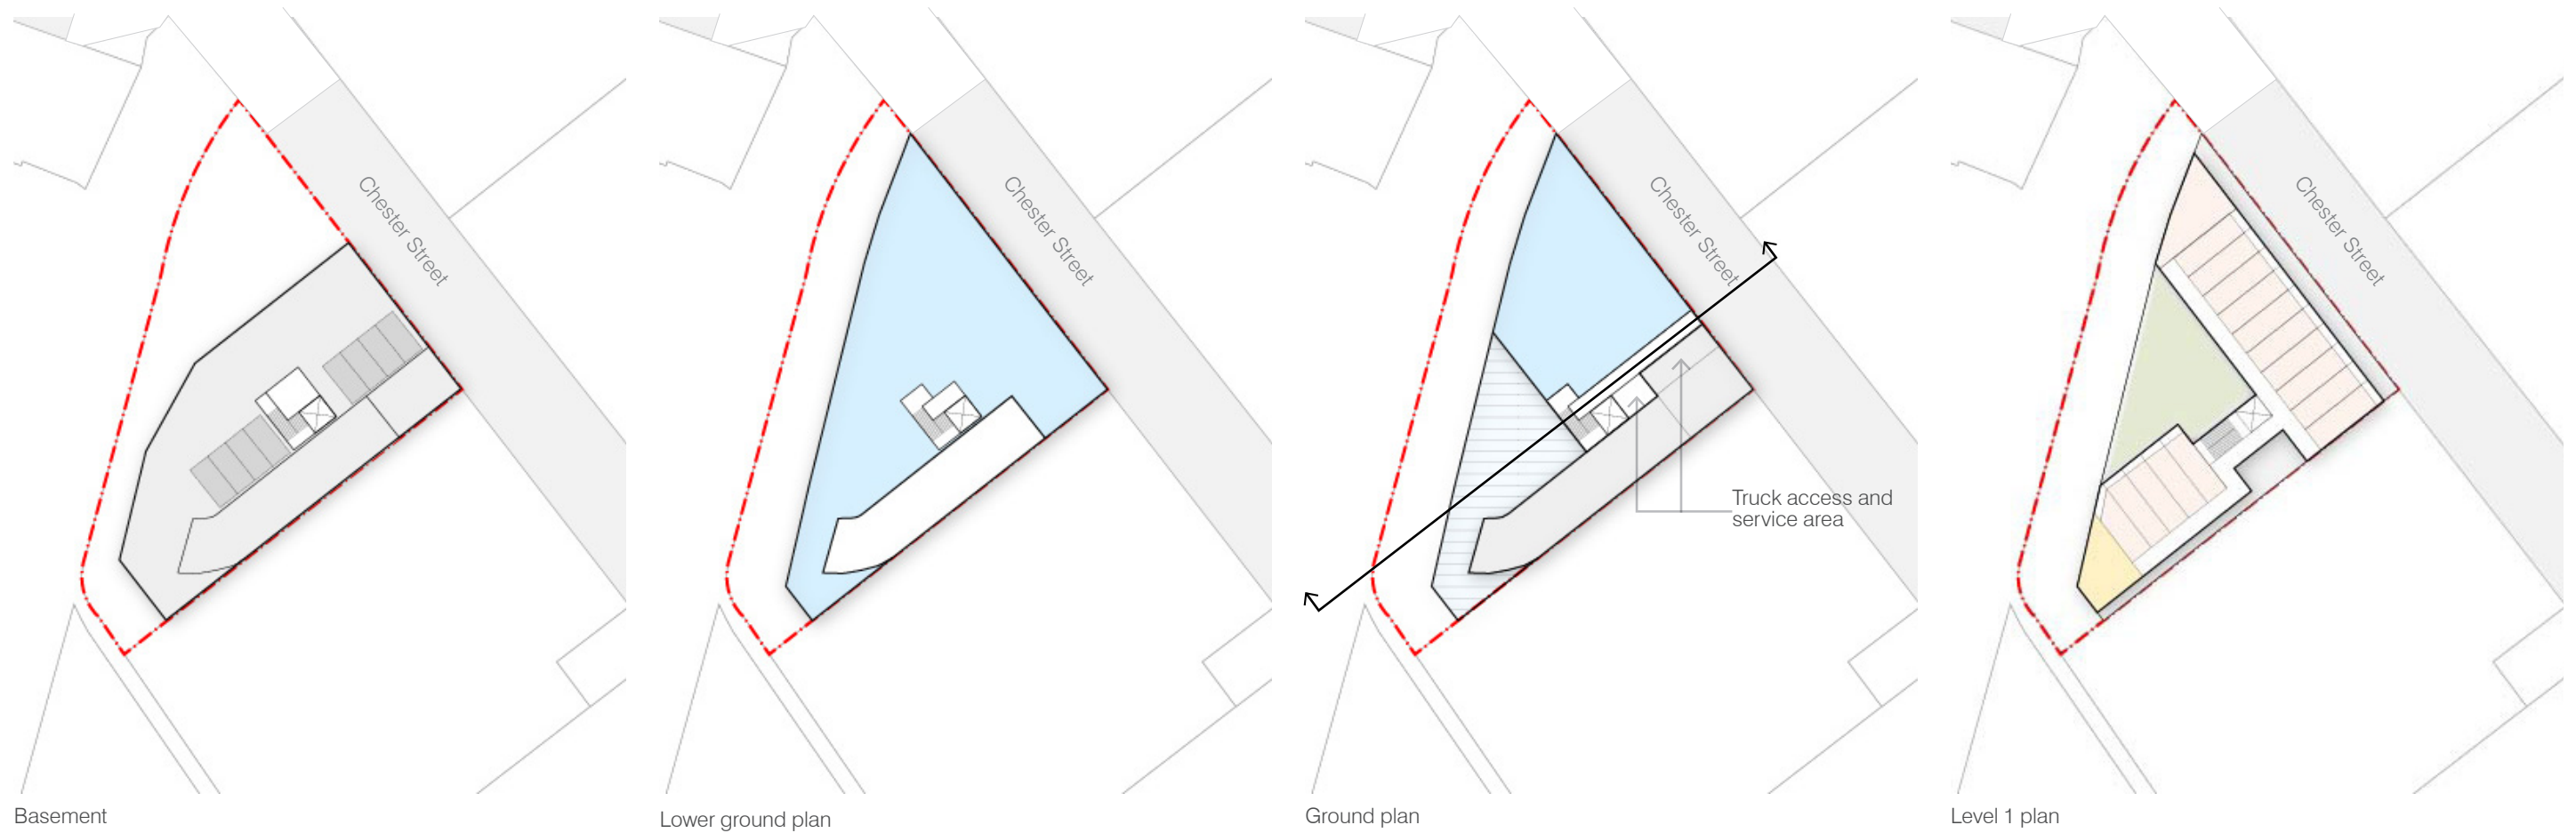 Chester Street
Chester Street
Chester Street
Chester Street
Truck access and
service area
Basement
Lower ground plan
Ground plan
Level 1 plan